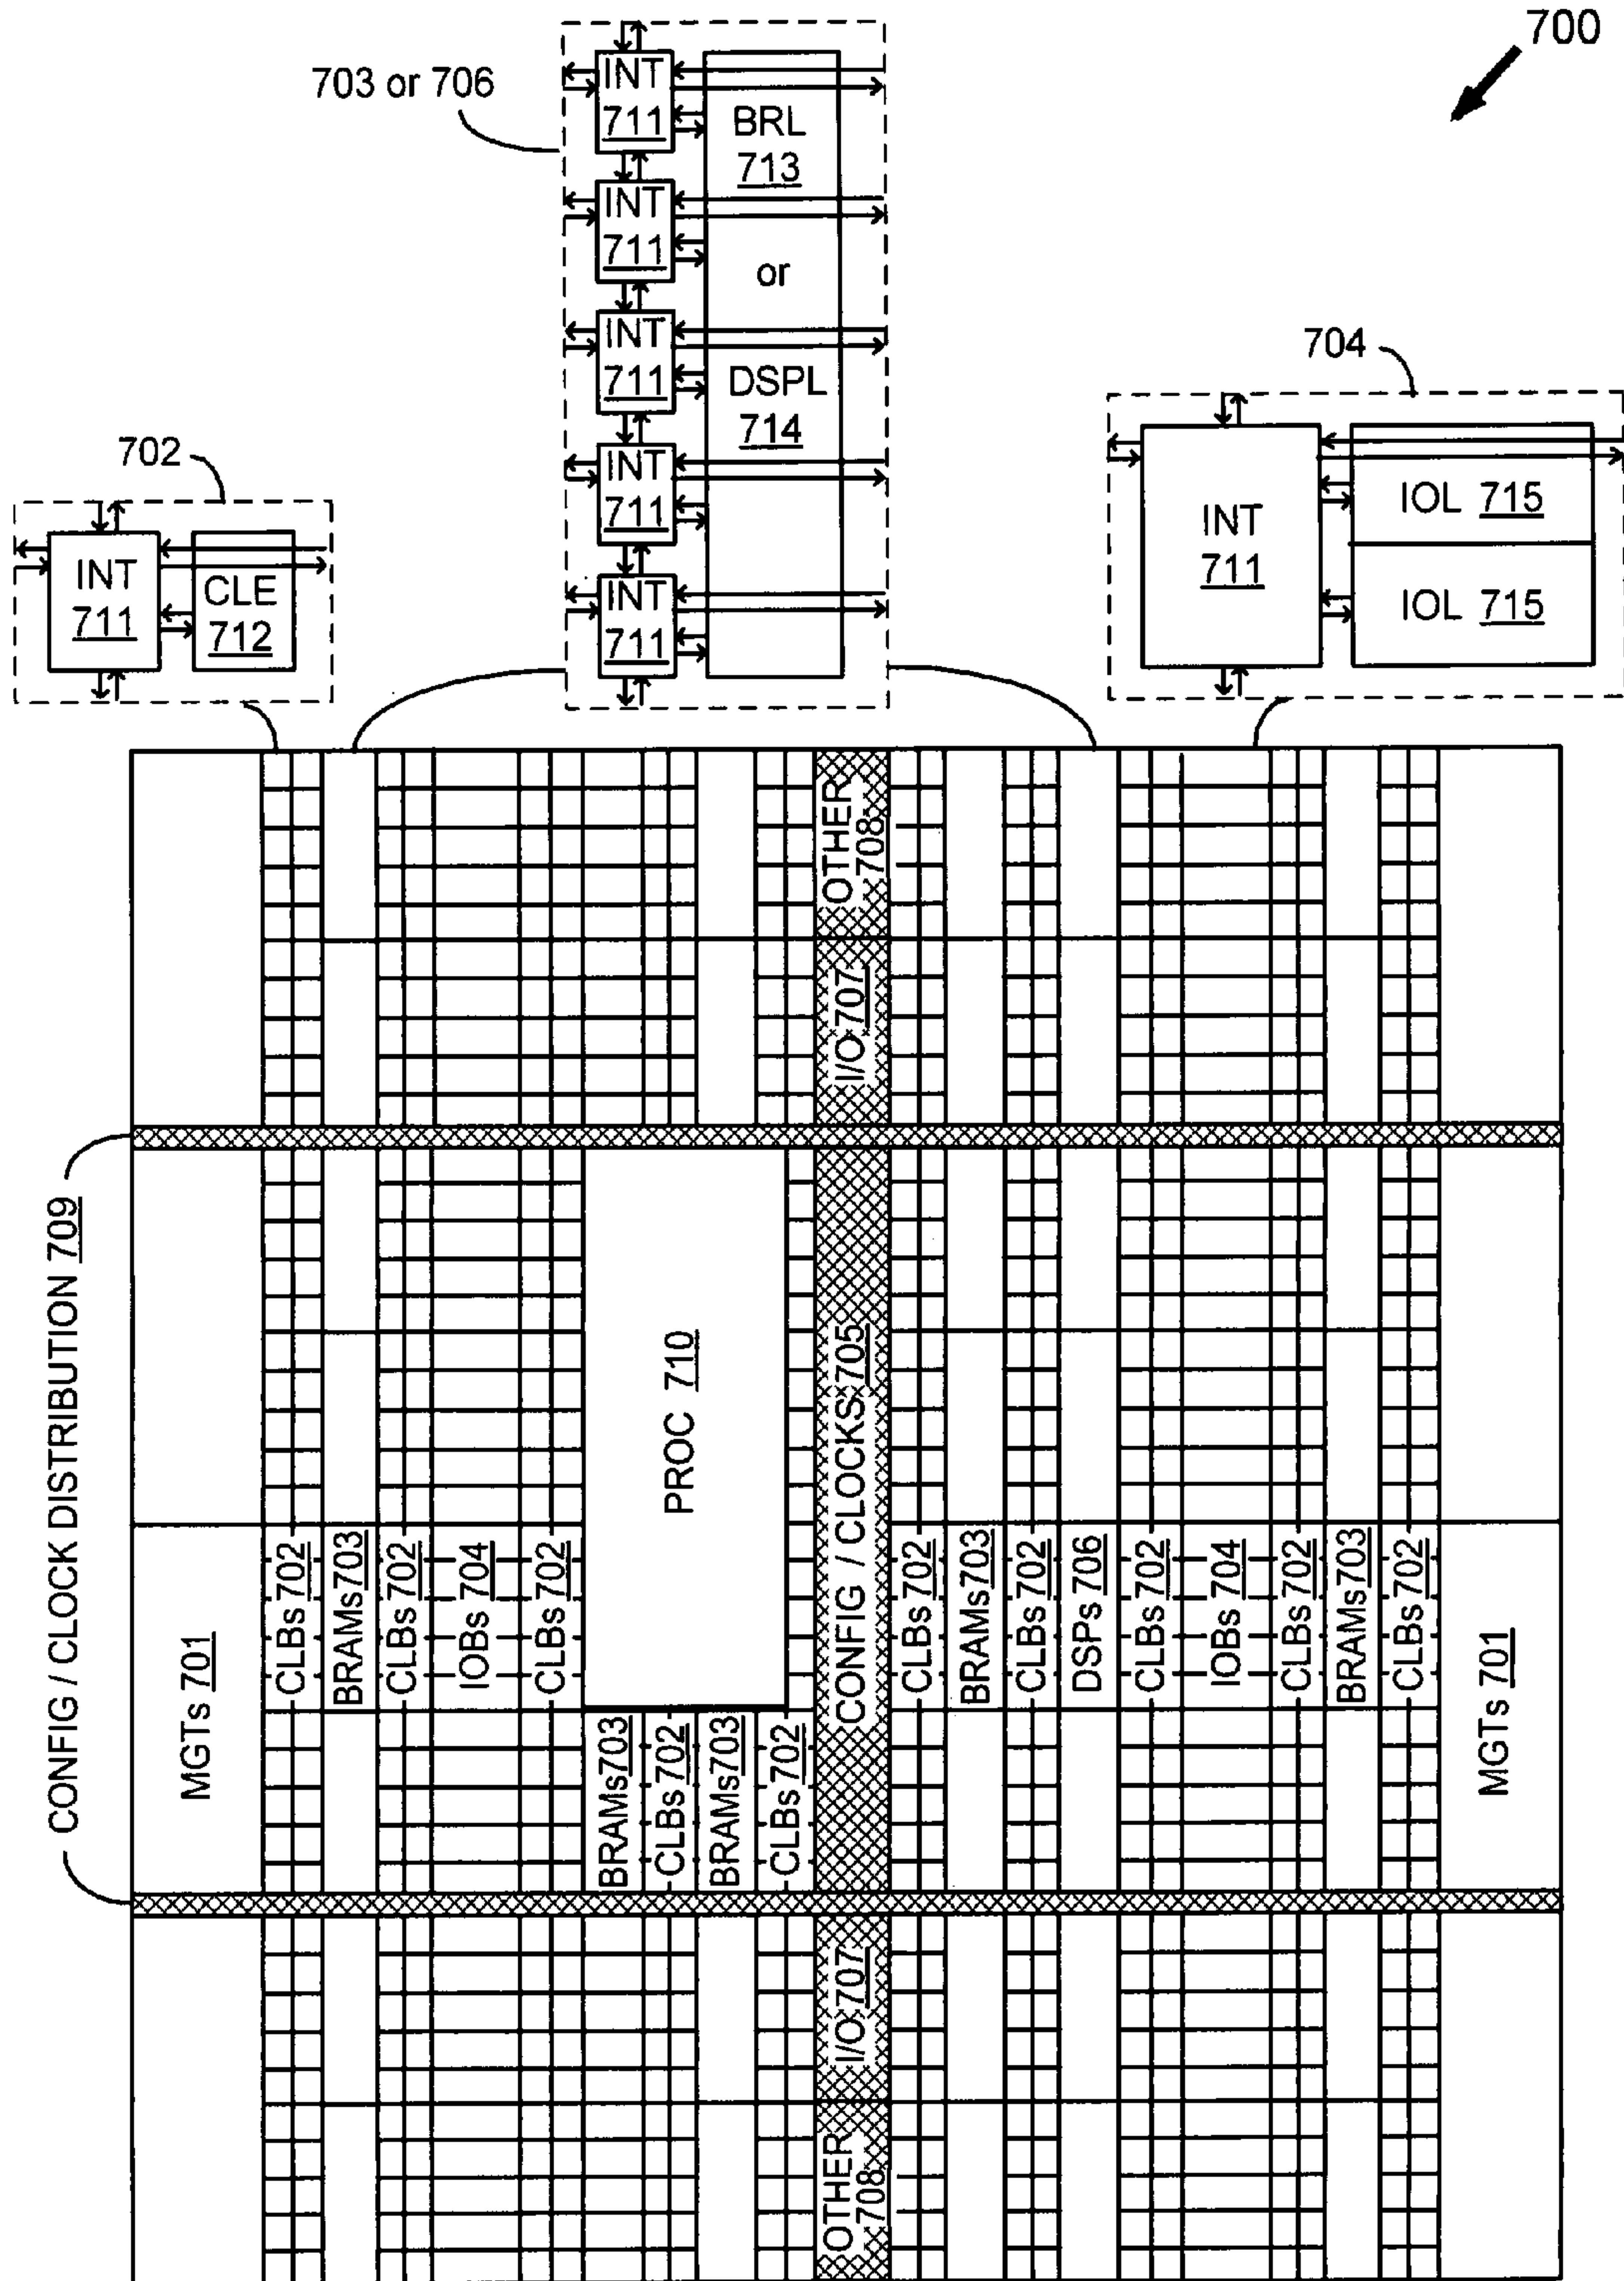 700
703 or 706
INT
711
INT
711
INT
711
INT
711
INT
711
BRL
713
or
DSPL
714
702
INT
711
CLE
712
704
INT
711
IOL 715
IOL 715
CONFIG / CLOCK DISTRIBUTION 709
OTHER
708
I/O 707
PROC 710
CONFIG / CLOCKS 705
MGTs 701
CLBs 702
BRAMs 703
CLBs 702
IOBs 704
CLBs 702
BRAMs 703
CLBs 702
BRAMs 703
CLBs 702
CLBs 702
BRAMs 703
CLBs 702
DSPs 706
CLBs 702
IOBs 704
CLBs 702
BRAMs 703
CLBs 702
MGTs 701
I/O 707
OTHER
708